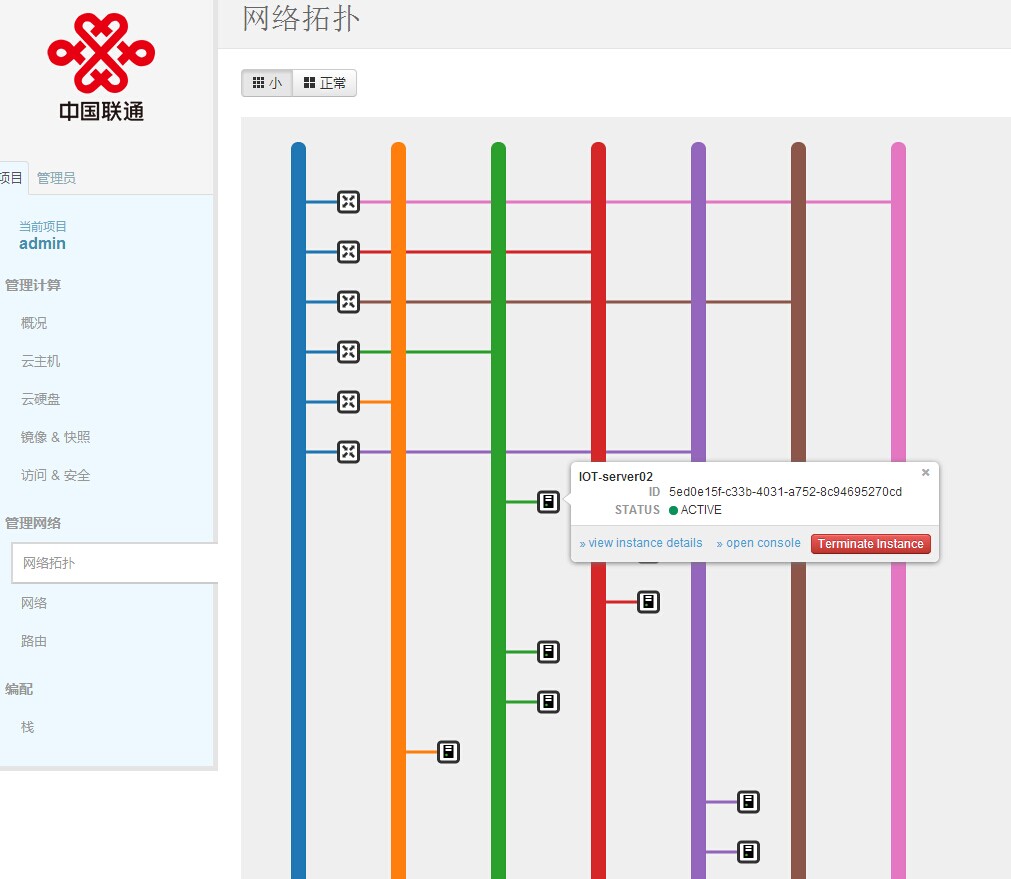 中国联通
项目 管理员
当前项目
admin
管理计算
概况
云主机
云硬盘
镜像 & 快照
访问 & 安全
管理网络
网络拓扑
网络
路由
编配
栈
网络拓扑
小 正常
IOT-server02 ×
ID 5ed0e15f-c33b-4031-a752-8c94695270cd
STATUS ACTIVE
» view instance details » open console Terminate Instance